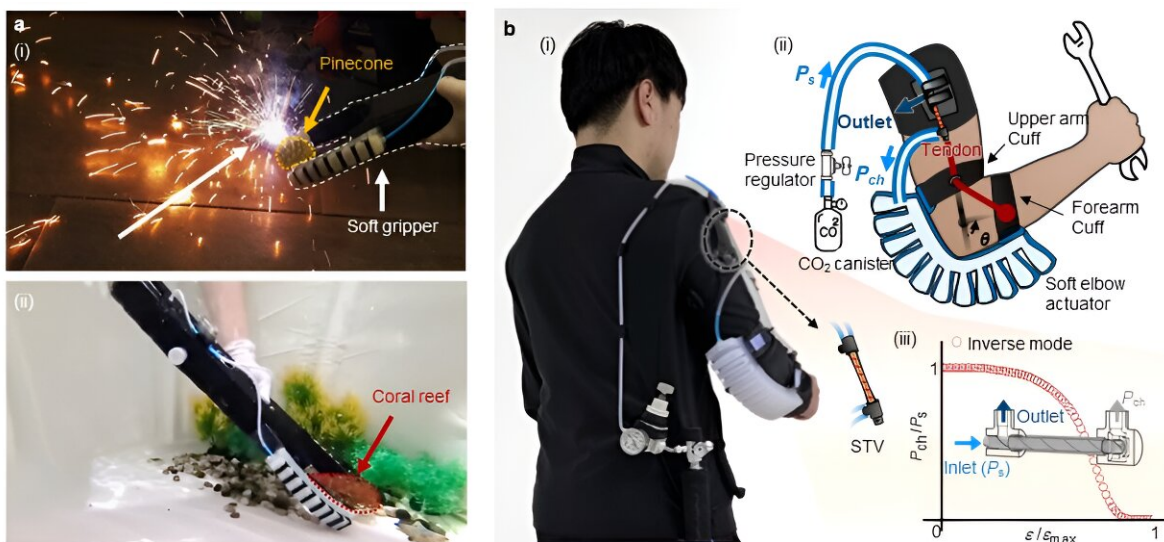 a
(i)
Pinecone
Soft gripper
(ii)
Coral reef
b
(i)
STV
(ii)
Ps
Outlet
Pch
Tendon
Pressure
regulator
CO2
CO₂ canister
Upper arm
Cuff
Forearm
Cuff
θ
Soft elbow
actuator
(iii)
Inverse mode
1
Pch/Ps
Outlet
Pch
Inlet (Ps)
0
ε/εmax
1